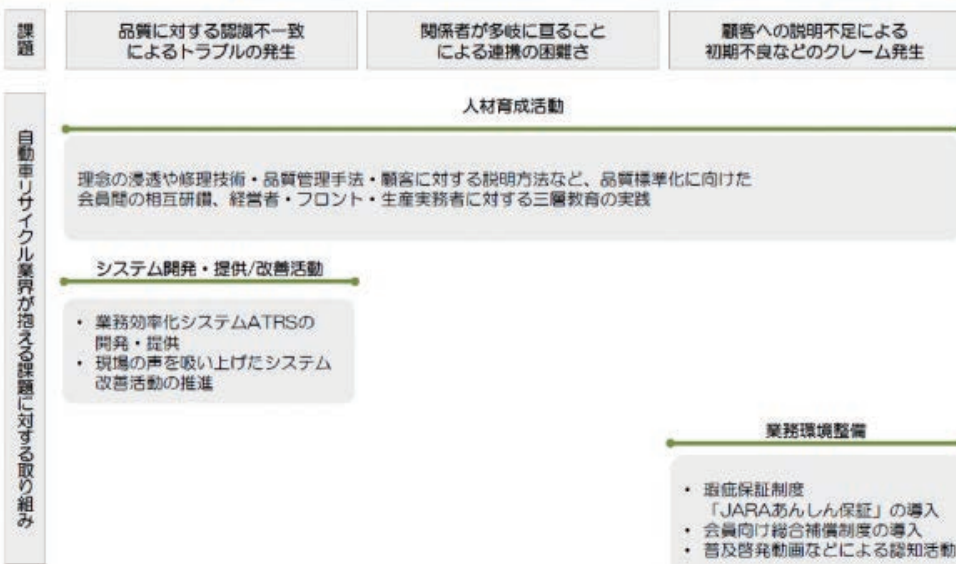 課題
品質に対する認識不一致
によるトラブルの発生
関係者が多岐に亘ること
による連携の困難さ
顧客への説明不足による
初期不良などのクレーム発生
自動車リサイクル業界が抱える課題に対する取り組み
人材育成活動
理念の浸透や修理技術・品質管理手法・顧客に対する説明方法など、品質標準化に向けた
会員間の相互研鑽、経営者・フロント・生産実務者に対する三層教育の実践
システム開発・提供/改善活動
• 業務効率化システムATRSの
開発・提供
• 現場の声を吸い上げたシステム
改善活動の推進
業務環境整備
• 瑕疵保証制度
「JARAあんしん保証」の導入
• 会員向け総合補償制度の導入
• 普及啓発動画などによる認知活動